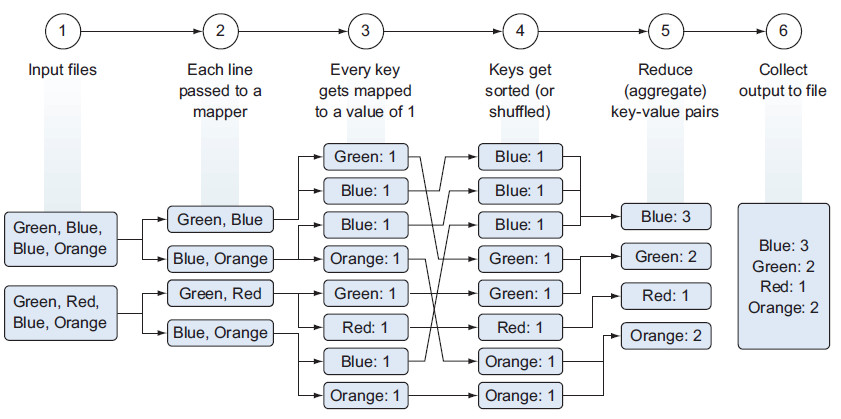 1
2
3
4
5
6
Input files
Each line
passed to a
mapper
Every key
gets mapped
to a value of 1
Keys get
sorted (or
shuffled)
Reduce
(aggregate)
key-value pairs
Collect
output to file
Green, Blue,
Blue, Orange
Green, Red,
Blue, Orange
Green, Blue
Blue, Orange
Green, Red
Blue, Orange
Green: 1
Blue: 1
Blue: 1
Orange: 1
Green: 1
Red: 1
Blue: 1
Orange: 1
Blue: 1
Blue: 1
Blue: 1
Green: 1
Green: 1
Red: 1
Orange: 1
Orange: 1
Blue: 3
Green: 2
Red: 1
Orange: 2
Blue: 3
Green: 2
Red: 1
Orange: 2